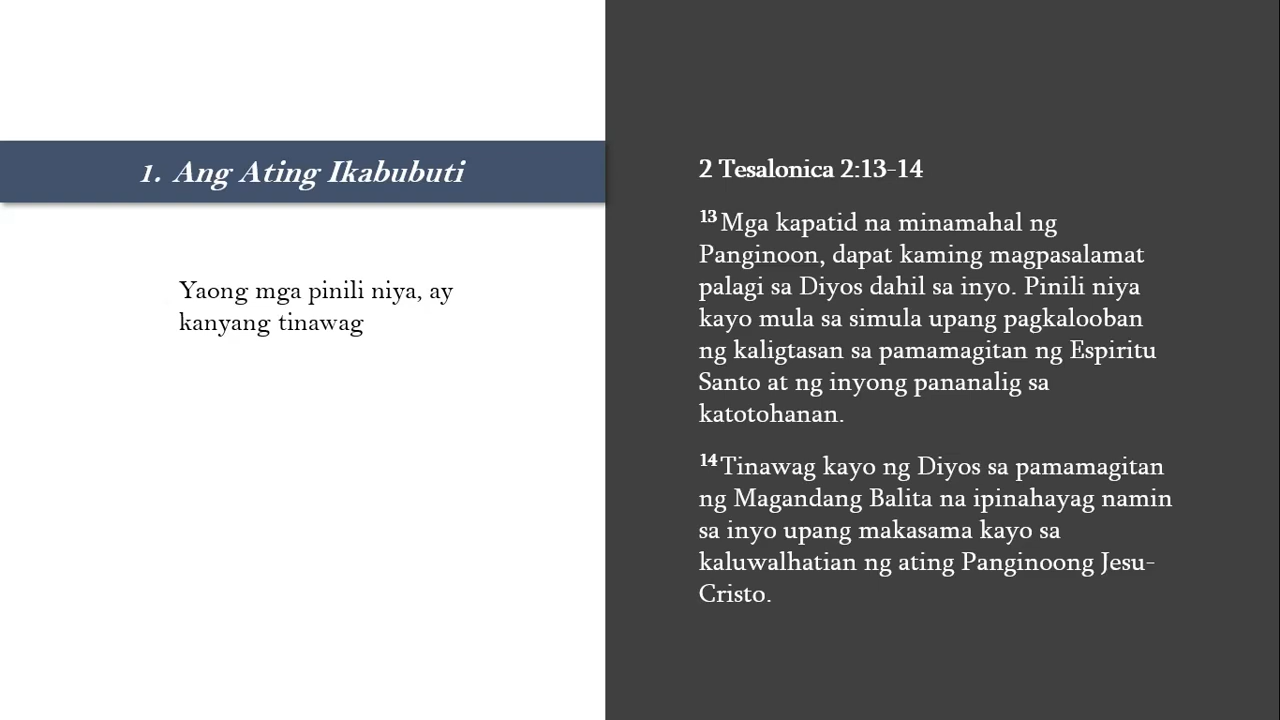 1. Ang Ating Ikabubuti
Yaong mga pinili niya, ay
kanyang tinawag
2 Tesalonica 2:13-14
13 Mga kapatid na minamahal ng
Panginoon, dapat kaming magpasalamat
palagi sa Diyos dahil sa inyo. Pinili niya
kayo mula sa simula upang pagkalooban
ng kaligtasan sa pamamagitan ng Espiritu
Santo at ng inyong pananalig sa
katotohanan.
14 Tinawag kayo ng Diyos sa pamamagitan
ng Magandang Balita na ipinahayag namin
sa inyo upang makasama kayo sa
kaluwalhatian ng ating Panginoong Jesu-
Cristo.